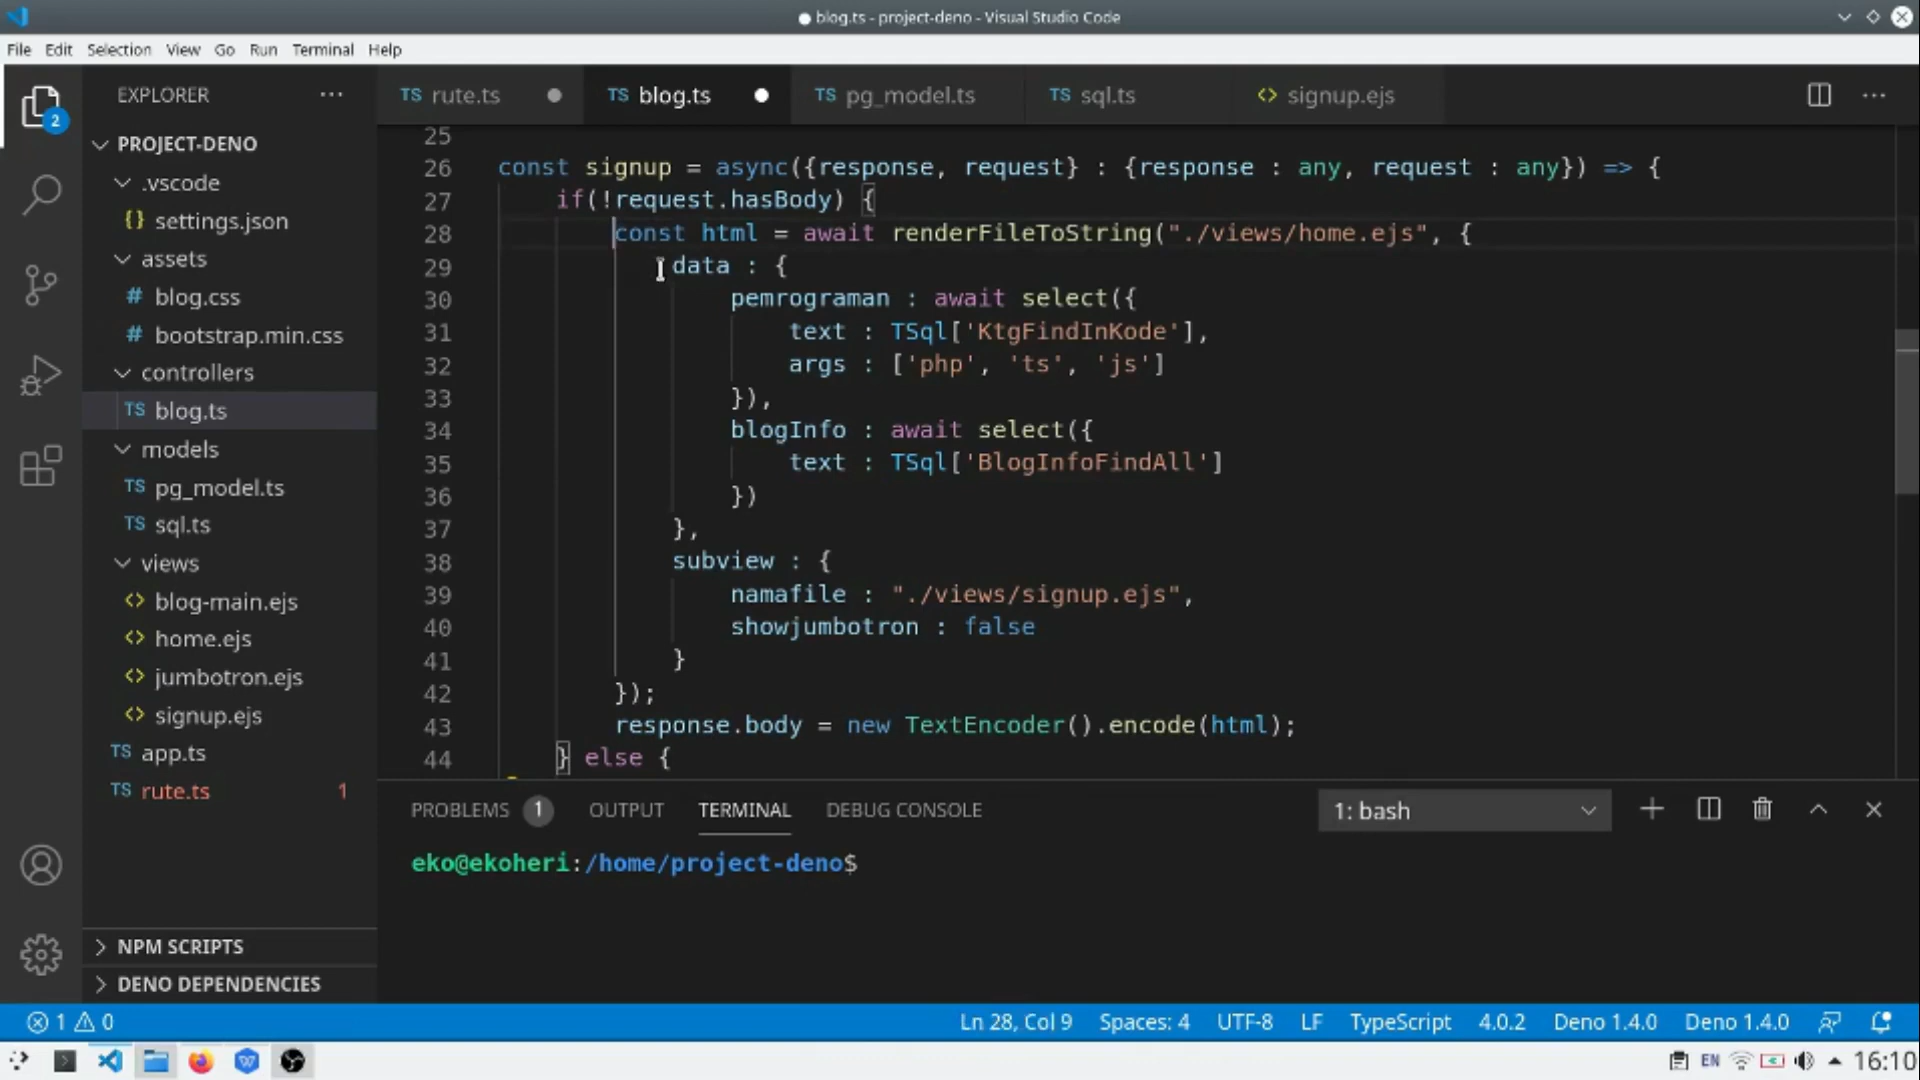 blog.ts - project-deno - Visual Studio Code
File Edit Selection View Go Run Terminal Help
EXPLORER
2
PROJECT-DENO
.vscode
{} settings.json
assets
# blog.css
# bootstrap.min.css
controllers
TS blog.ts
models
TS pg_model.ts
TS sql.ts
views
<> blog-main.ejs
<> home.ejs
<> jumbotron.ejs
<> signup.ejs
TS app.ts
TS rute.ts 1
NPM SCRIPTS
DENO DEPENDENCIES
TS rute.ts TS blog.ts TS pg_model.ts TS sql.ts <> signup.ejs
25
26 const signup = async({response, request} : {response : any, request : any}) => {
27 if(!request.hasBody) {
28 const html = await renderFileToString("./views/home.ejs", {
29 data : {
30 pemrograman : await select({
31 text : TSql['KtgFindInKode'],
32 args : ['php', 'ts', 'js']
33 }),
34 blogInfo : await select({
35 text : TSql['BlogInfoFindAll']
36 })
37 },
38 subview : {
39 namafile : "./views/signup.ejs",
40 showjumbotron : false
41 }
42 });
43 response.body = new TextEncoder().encode(html);
44 } else {
PROBLEMS 1 OUTPUT TERMINAL DEBUG CONSOLE 1: bash
eko@ekoheri:/home/project-deno$
1 0 Ln 28, Col 9 Spaces: 4 UTF-8 LF TypeScript 4.0.2 Deno 1.4.0 Deno 1.4.0
EN 16:10